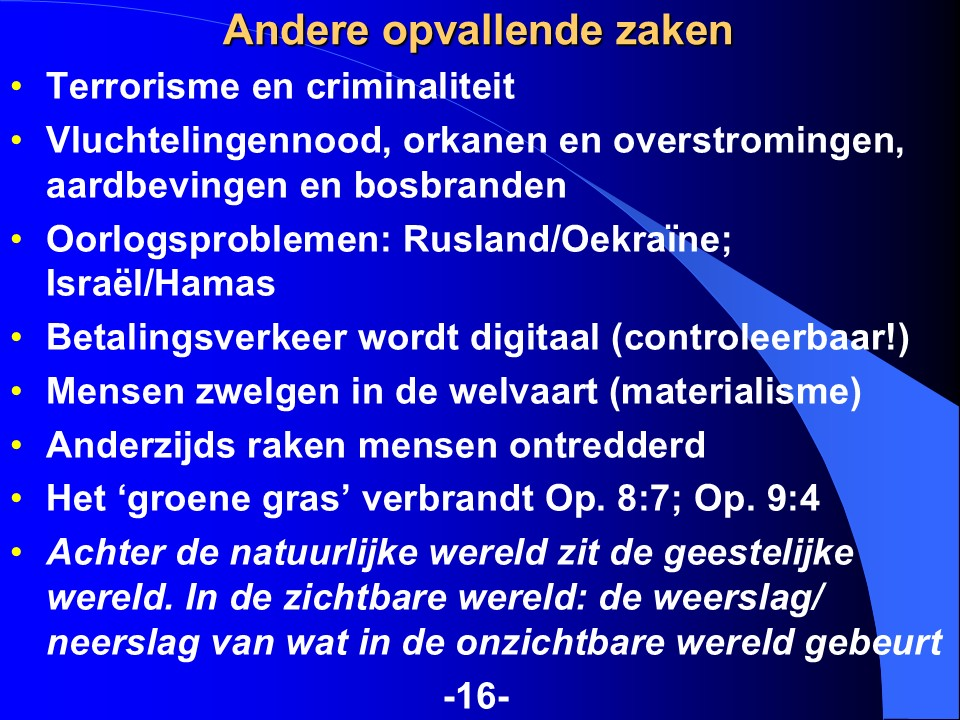 Andere opvallende zaken
• Terrorisme en criminaliteit
• Vluchtelingennood, orkanen en overstromingen,
aardbevingen en bosbranden
• Oorlogsproblemen: Rusland/Oekraïne;
Israël/Hamas
• Betalingsverkeer wordt digitaal (controleerbaar!)
• Mensen zwelgen in de welvaart (materialisme)
• Anderzijds raken mensen ontredderd
• Het ‘groene gras’ verbrandt Op. 8:7; Op. 9:4
• Achter de natuurlijke wereld zit de geestelijke
wereld. In de zichtbare wereld: de weerslag/
neerslag van wat in de onzichtbare wereld gebeurt
-16-